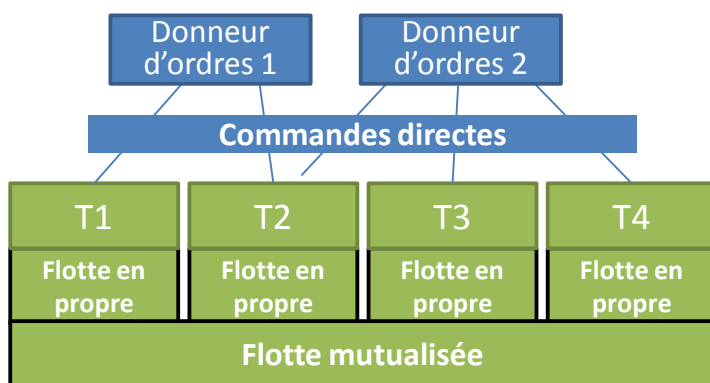 Donneur
d’ordres 1
Donneur
d’ordres 2
Commandes directes
T1
T2
T3
T4
Flotte en
propre
Flotte en
propre
Flotte en
propre
Flotte en
propre
Flotte mutualisée